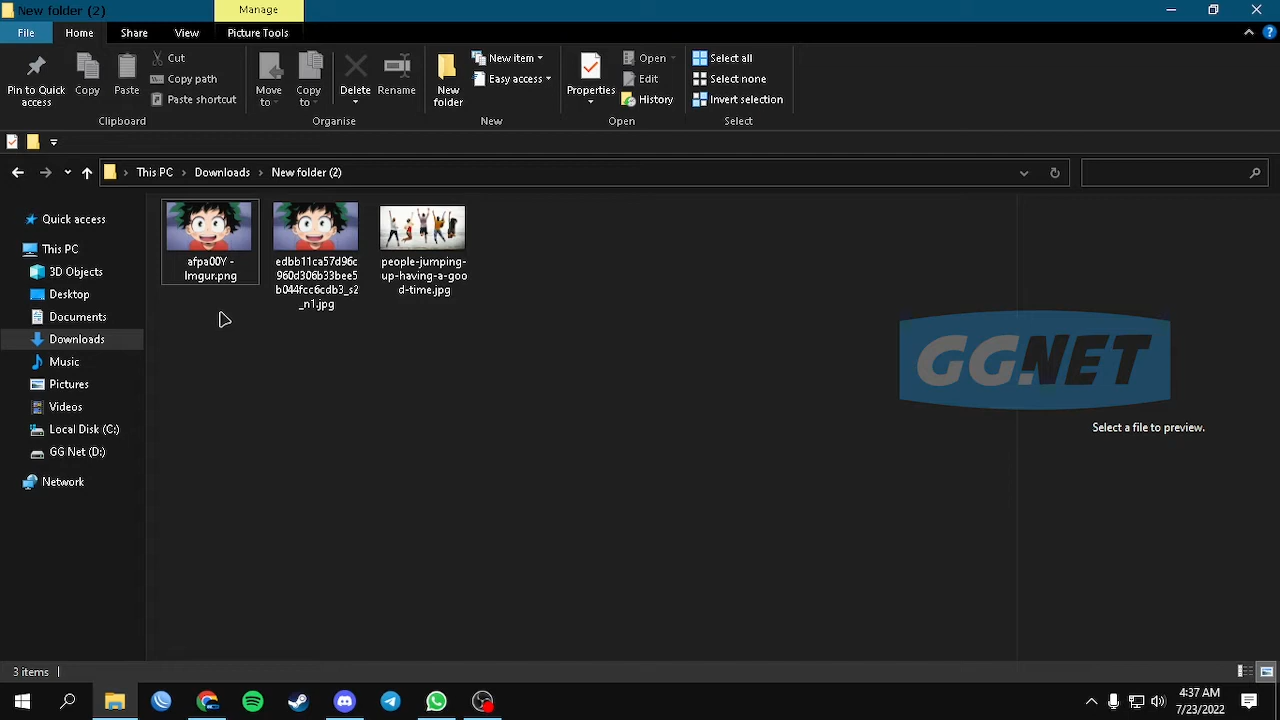 New folder (2)
Manage
File
Home
Share
View
Picture Tools
Pin to Quick
access
Copy
Paste
Cut
Copy path
Paste shortcut
Clipboard
Move
to
Copy
to
Delete
Rename
Organise
New
folder
New item
Easy access
New
Properties
Open
Edit
History
Open
Select all
Select none
Invert selection
Select
This PC
Downloads
New folder (2)
Quick access
This PC
3D Objects
Desktop
Documents
Downloads
Music
Pictures
Videos
Local Disk (C:)
GG Net (D:)
Network
afpa00Y -
Imgur.png
edbb11ca57d96c
960d306b33bee5
b044fcc6cdb3_s2
_n1.jpg
people-jumping-
up-having-a-goo
d-time.jpg
GG.NET
Select a file to preview.
3 items
4:37 AM
7/23/2022